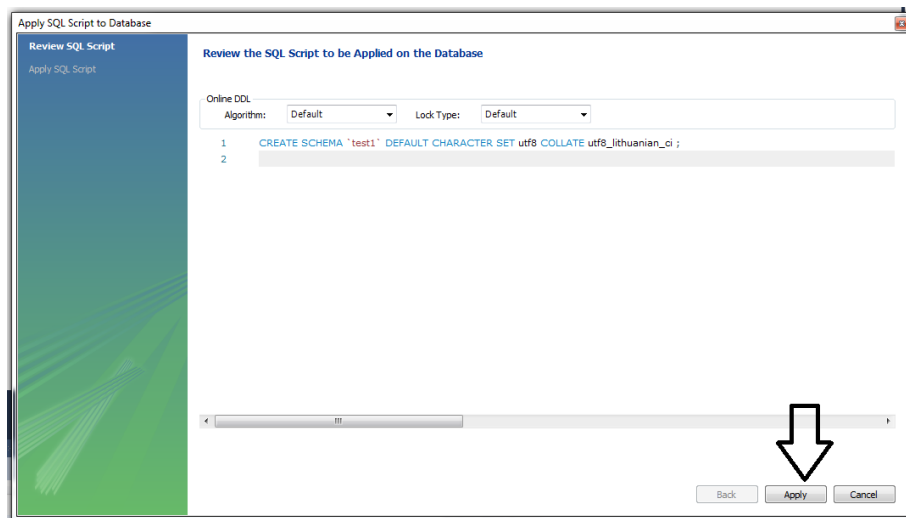 Apply SQL Script to Database
Review SQL Script
Apply SQL Script
Review the SQL Script to be Applied on the Database
Online DDL
Algorithm: Default Lock Type: Default
1 CREATE SCHEMA `test1` DEFAULT CHARACTER SET utf8 COLLATE utf8_lithuanian_ci ;
2
Back Apply Cancel